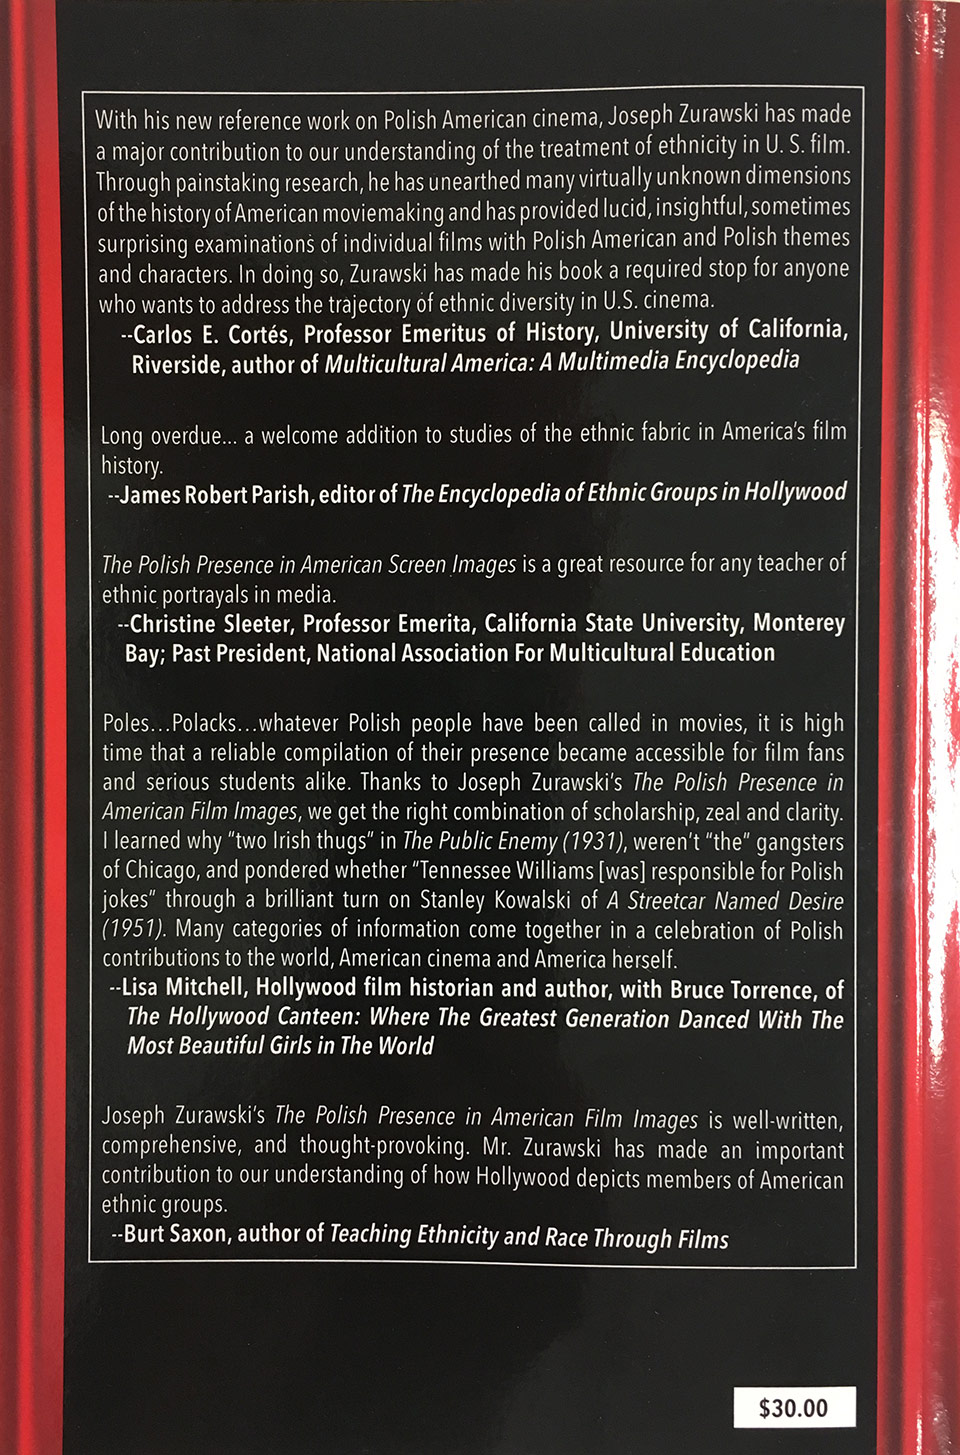 With his new reference work on Polish American cinema, Joseph Zurawski has made
a major contribution to our understanding of the treatment of ethnicity in U. S. film.
Through painstaking research, he has unearthed many virtually unknown dimensions
of the history of American moviemaking and has provided lucid, insightful, sometimes
surprising examinations of individual films with Polish American and Polish themes
and characters. In doing so, Zurawski has made his book a required stop for anyone
who wants to address the trajectory of ethnic diversity in U.S. cinema.
--Carlos E. Cortés, Professor Emeritus of History, University of California,
Riverside, author of Multicultural America: A Multimedia Encyclopedia
Long overdue... a welcome addition to studies of the ethnic fabric in America's film
history.
--James Robert Parish, editor of The Encyclopedia of Ethnic Groups in Hollywood
The Polish Presence in American Screen Images is a great resource for any teacher of
ethnic portrayals in media.
--Christine Sleeter, Professor Emerita, California State University, Monterey
Bay; Past President, National Association For Multicultural Education
Poles...Polacks...whatever Polish people have been called in movies, it is high
time that a reliable compilation of their presence became accessible for film fans
and serious students alike. Thanks to Joseph Zurawski's The Polish Presence in
American Film Images, we get the right combination of scholarship, zeal and clarity.
I learned why "two Irish thugs" in The Public Enemy (1931), weren't "the" gangsters
of Chicago, and pondered whether "Tennessee Williams [was] responsible for Polish
jokes" through a brilliant turn on Stanley Kowalski of A Streetcar Named Desire
(1951). Many categories of information come together in a celebration of Polish
contributions to the world, American cinema and America herself.
--Lisa Mitchell, Hollywood film historian and author, with Bruce Torrence, of
The Hollywood Canteen: Where The Greatest Generation Danced With The
Most Beautiful Girls in The World
Joseph Zurawski's The Polish Presence in American Film Images is well-written,
comprehensive, and thought-provoking. Mr. Zurawski has made an important
contribution to our understanding of how Hollywood depicts members of American
ethnic groups.
--Burt Saxon, author of Teaching Ethnicity and Race Through Films
$30.00